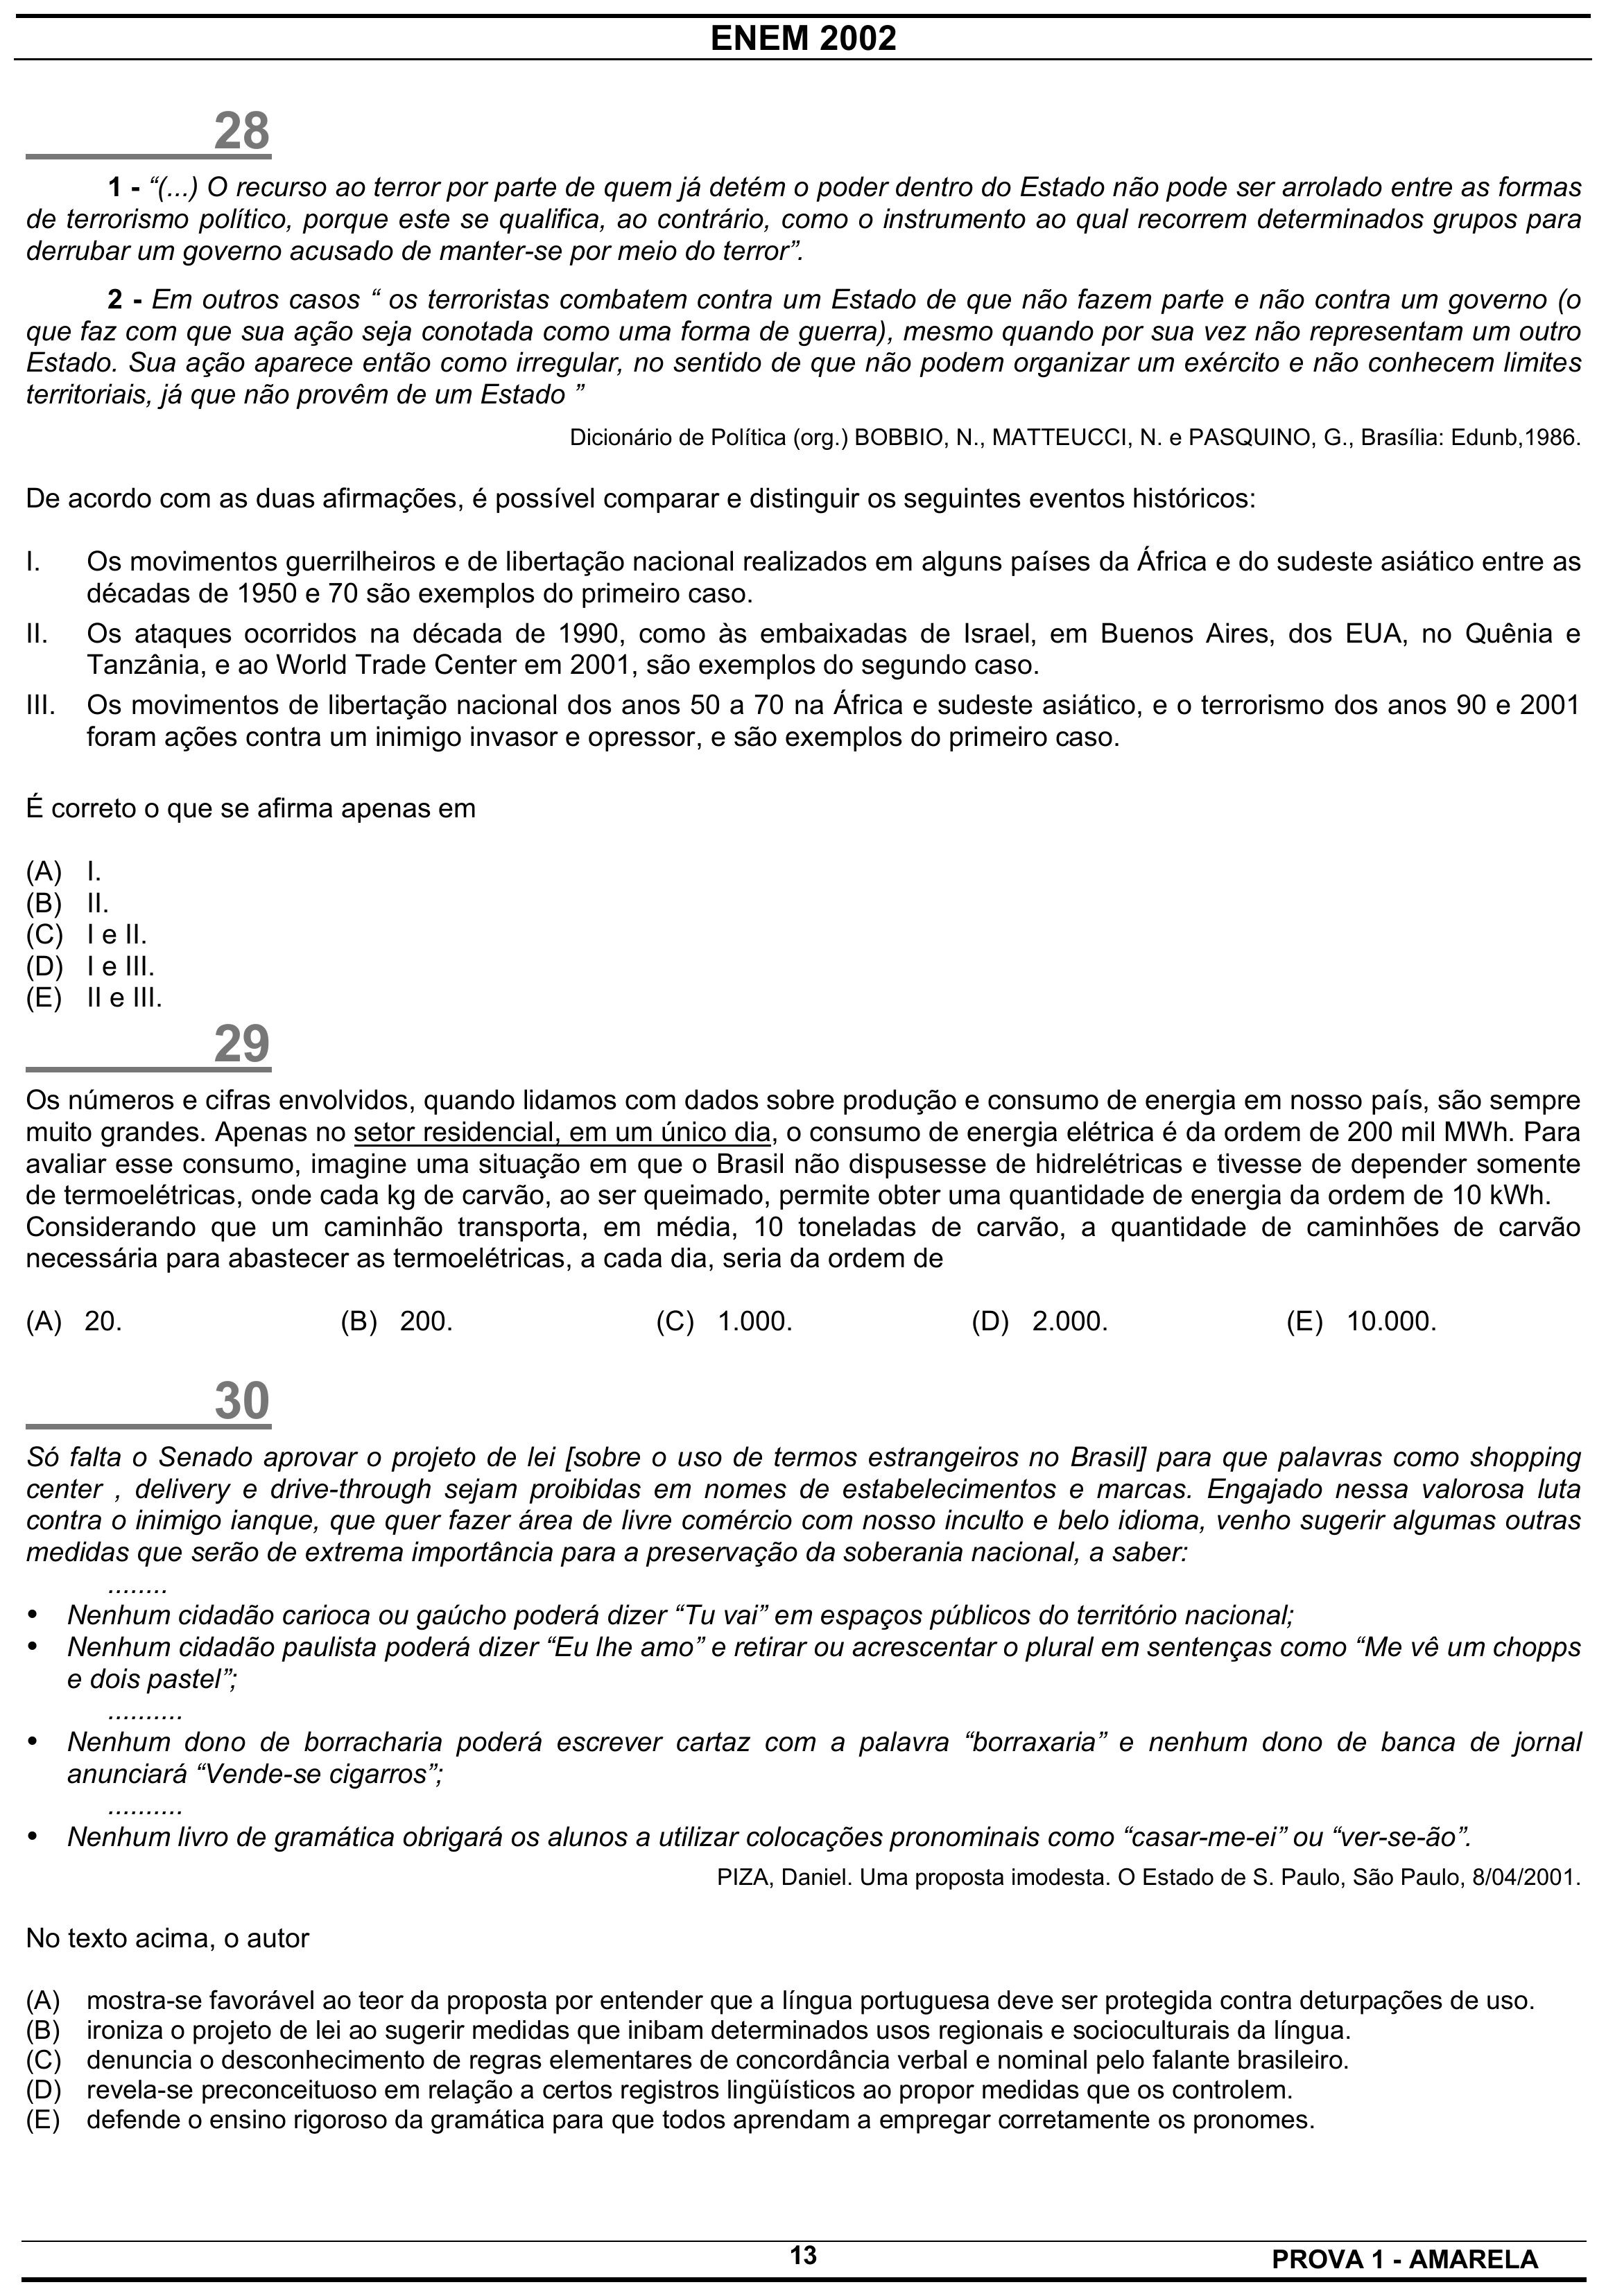 ENEM 2002
28
1 - “(...) O recurso ao terror por parte de quem já detém o poder dentro do Estado não pode ser arrolado entre as formas
de terrorismo político, porque este se qualifica, ao contrário, como o instrumento ao qual recorrem determinados grupos para
derrubar um governo acusado de manter-se por meio do terror”.
2 - Em outros casos “ os terroristas combatem contra um Estado de que não fazem parte e não contra um governo (o
que faz com que sua ação seja conotada como uma forma de guerra), mesmo quando por sua vez não representam um outro
Estado. Sua ação aparece então como irregular, no sentido de que não podem organizar um exército e não conhecem limites
territoriais, já que não provêm de um Estado ”
Dicionário de Política (org.) BOBBIO, N., MATTEUCCI, N. e PASQUINO, G., Brasília: Edunb,1986.
De acordo com as duas afirmações, é possível comparar e distinguir os seguintes eventos históricos:
I. Os movimentos guerrilheiros e de libertação nacional realizados em alguns países da África e do sudeste asiático entre as
décadas de 1950 e 70 são exemplos do primeiro caso.
II. Os ataques ocorridos na década de 1990, como às embaixadas de Israel, em Buenos Aires, dos EUA, no Quênia e
Tanzânia, e ao World Trade Center em 2001, são exemplos do segundo caso.
III. Os movimentos de libertação nacional dos anos 50 a 70 na África e sudeste asiático, e o terrorismo dos anos 90 e 2001
foram ações contra um inimigo invasor e opressor, e são exemplos do primeiro caso.
É correto o que se afirma apenas em
(A) I.
(B) II.
(C) I e II.
(D) I e III.
(E) II e III.
29
Os números e cifras envolvidos, quando lidamos com dados sobre produção e consumo de energia em nosso país, são sempre
muito grandes. Apenas no setor residencial, em um único dia, o consumo de energia elétrica é da ordem de 200 mil MWh. Para
avaliar esse consumo, imagine uma situação em que o Brasil não dispusesse de hidrelétricas e tivesse de depender somente
de termoelétricas, onde cada kg de carvão, ao ser queimado, permite obter uma quantidade de energia da ordem de 10 kWh.
Considerando que um caminhão transporta, em média, 10 toneladas de carvão, a quantidade de caminhões de carvão
necessária para abastecer as termoelétricas, a cada dia, seria da ordem de
(A) 20. (B) 200. (C) 1.000. (D) 2.000. (E) 10.000.
30
Só falta o Senado aprovar o projeto de lei [sobre o uso de termos estrangeiros no Brasil] para que palavras como shopping
center , delivery e drive-through sejam proibidas em nomes de estabelecimentos e marcas. Engajado nessa valorosa luta
contra o inimigo ianque, que quer fazer área de livre comércio com nosso inculto e belo idioma, venho sugerir algumas outras
medidas que serão de extrema importância para a preservação da soberania nacional, a saber:
........
• Nenhum cidadão carioca ou gaúcho poderá dizer “Tu vai” em espaços públicos do território nacional;
• Nenhum cidadão paulista poderá dizer “Eu lhe amo” e retirar ou acrescentar o plural em sentenças como “Me vê um chopps
e dois pastel”;
..........
• Nenhum dono de borracharia poderá escrever cartaz com a palavra “borraxaria” e nenhum dono de banca de jornal
anunciará “Vende-se cigarros”;
..........
• Nenhum livro de gramática obrigará os alunos a utilizar colocações pronominais como “casar-me-ei” ou “ver-se-ão”.
PIZA, Daniel. Uma proposta imodesta. O Estado de S. Paulo, São Paulo, 8/04/2001.
No texto acima, o autor
(A) mostra-se favorável ao teor da proposta por entender que a língua portuguesa deve ser protegida contra deturpações de uso.
(B) ironiza o projeto de lei ao sugerir medidas que inibam determinados usos regionais e socioculturais da língua.
(C) denuncia o desconhecimento de regras elementares de concordância verbal e nominal pelo falante brasileiro.
(D) revela-se preconceituoso em relação a certos registros lingüísticos ao propor medidas que os controlem.
(E) defende o ensino rigoroso da gramática para que todos aprendam a empregar corretamente os pronomes.
13
PROVA 1 - AMARELA